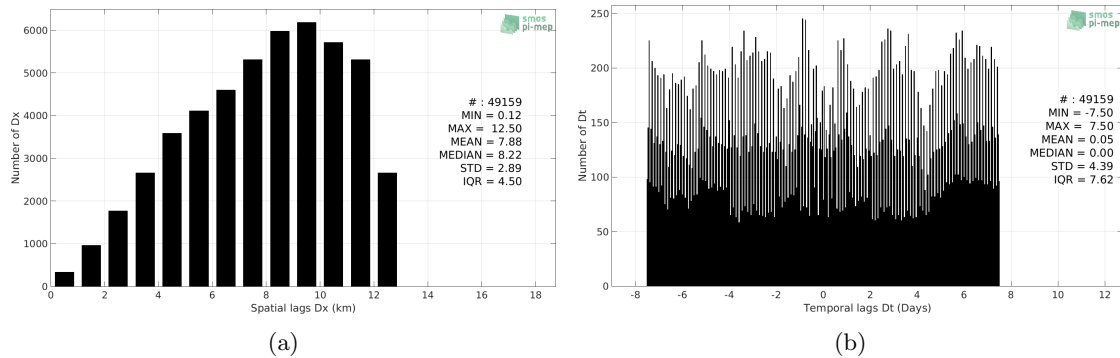 smos
pi-mep
Number of Dx
6000
5000
4000
3000
2000
1000
0
# : 49159
MIN = 0.12
MAX = 12.50
MEAN = 7.88
MEDIAN = 8.22
STD = 2.89
IQR = 4.50
0 2 4 6 8 10 12 14 16 18
Spatial lags Dx (km)
(a)
smos
pi-mep
Number of Dt
250
200
150
100
50
0
# : 49159
MIN = -7.50
MAX = 7.50
MEAN = 0.05
MEDIAN = 0.00
STD = 4.39
IQR = 7.62
-8 -6 -4 -2 0 2 4 6 8 10 12
Temporal lags Dt (Days)
(b)